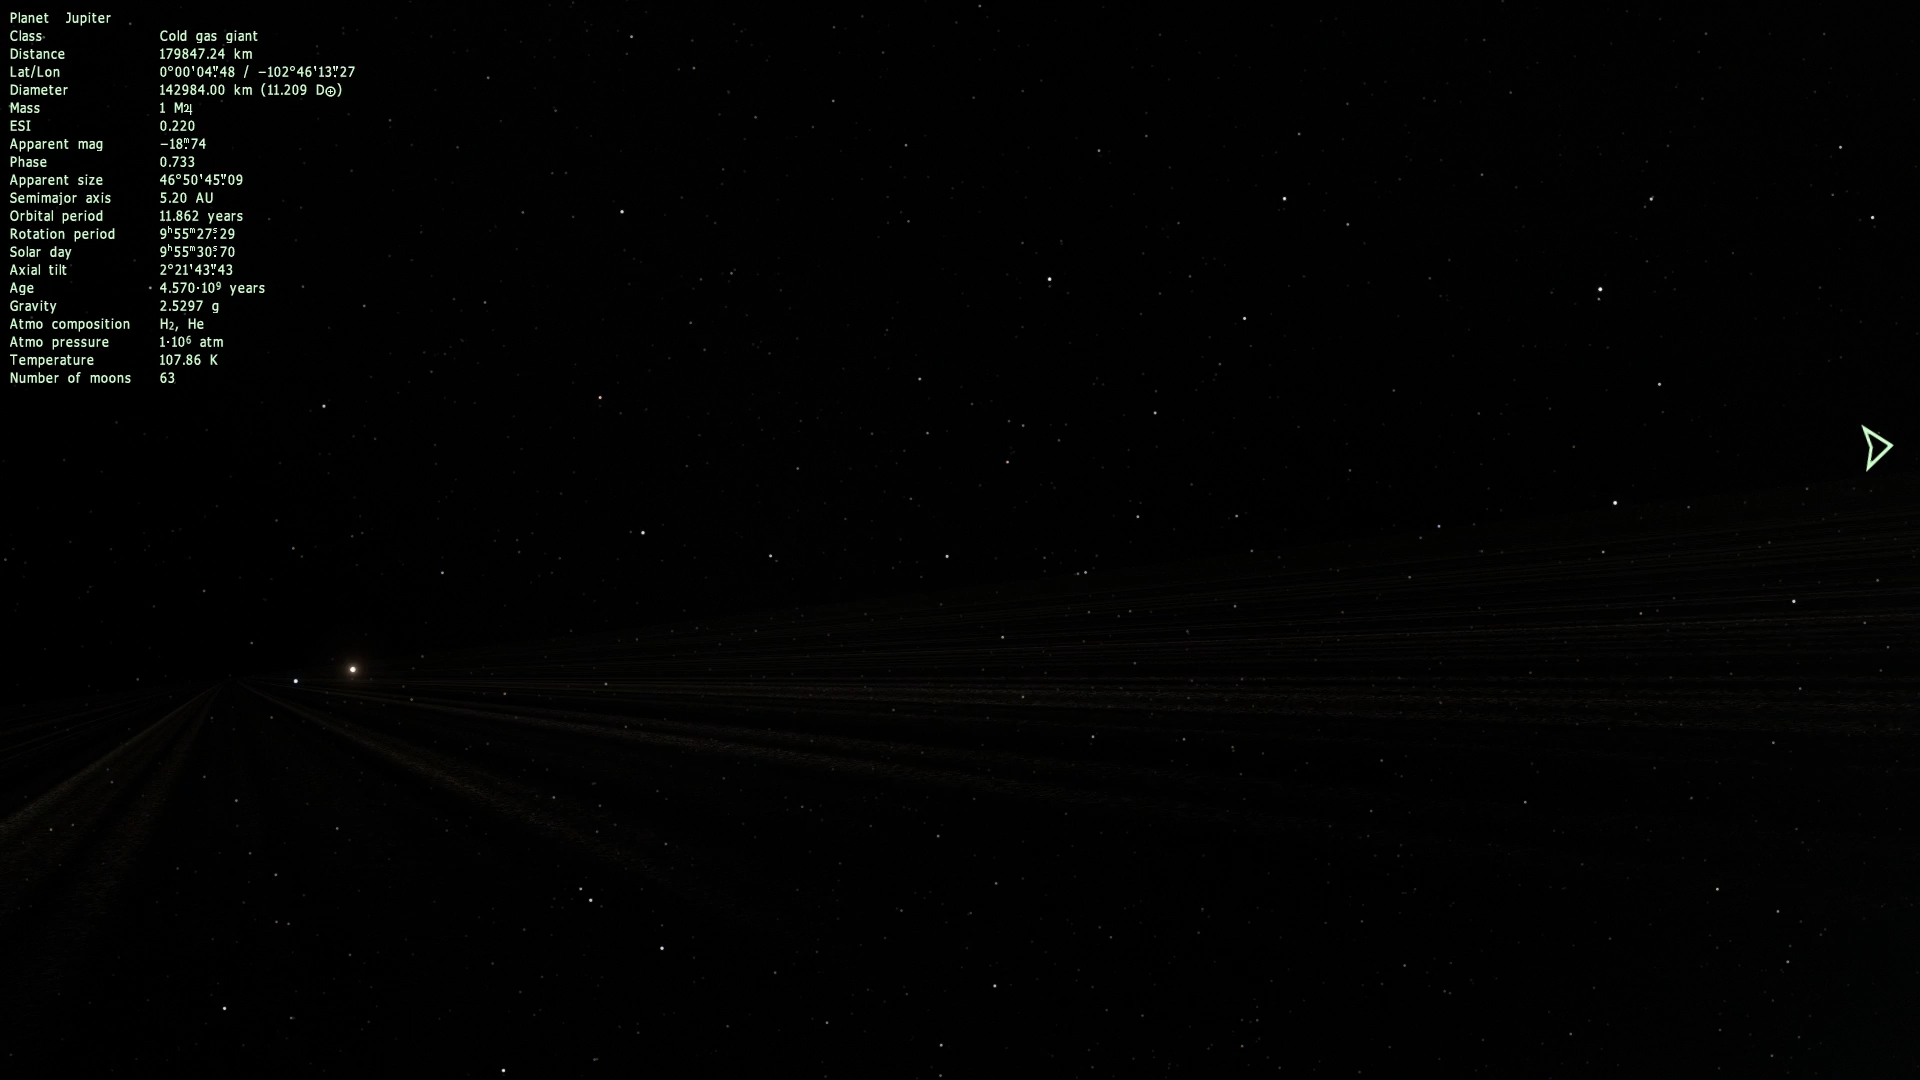 Planet Jupiter
Class Cold gas giant
Distance 179847.24 km
Lat/Lon 0°00'04".48 / -102°46'13".27
Diameter 142984.00 km (11.209 D⊕)
Mass 1 M♃
ESI 0.220
Apparent mag -18ᵐ.74
Phase 0.733
Apparent size 46°50'45".09
Semimajor axis 5.20 AU
Orbital period 11.862 years
Rotation period 9ʰ55ᵐ27ˢ.29
Solar day 9ʰ55ᵐ30ˢ.70
Axial tilt 2°21'43".43
Age 4.570·10⁹ years
Gravity 2.5297 g
Atmo composition H₂, He
Atmo pressure 1·10⁶ atm
Temperature 107.86 K
Number of moons 63